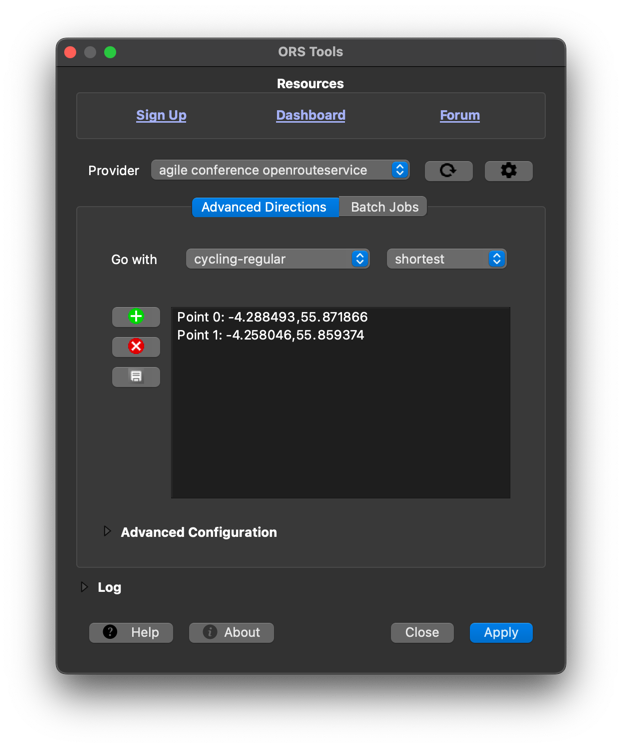 ORS Tools
Resources
Sign Up Dashboard Forum
Provider agile conference openrouteservice
Advanced Directions Batch Jobs
Go with cycling-regular shortest
Point 0: -4.288493,55.871866
Point 1: -4.258046,55.859374
Advanced Configuration
Log
? Help i About Close Apply